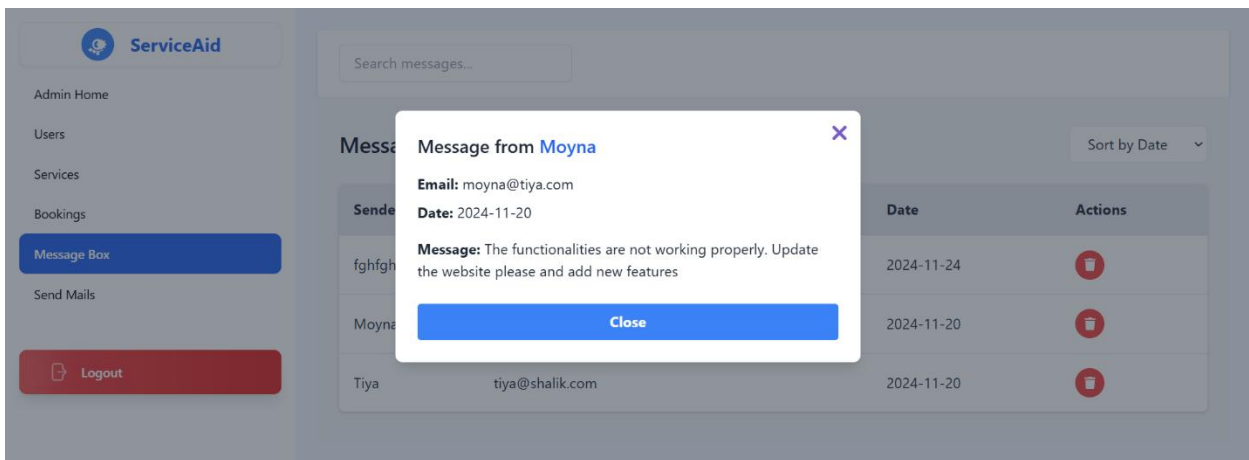 ServiceAid
Admin Home
Users
Services
Bookings
Message Box
Send Mails
Logout
Search messages...
Sort by Date
Date Actions
2024-11-24
2024-11-20
Tiya tiya@shalik.com 2024-11-20
Message from Moyna
Email: moyna@tiya.com
Date: 2024-11-20
Message: The functionalities are not working properly. Update
the website please and add new features
Close